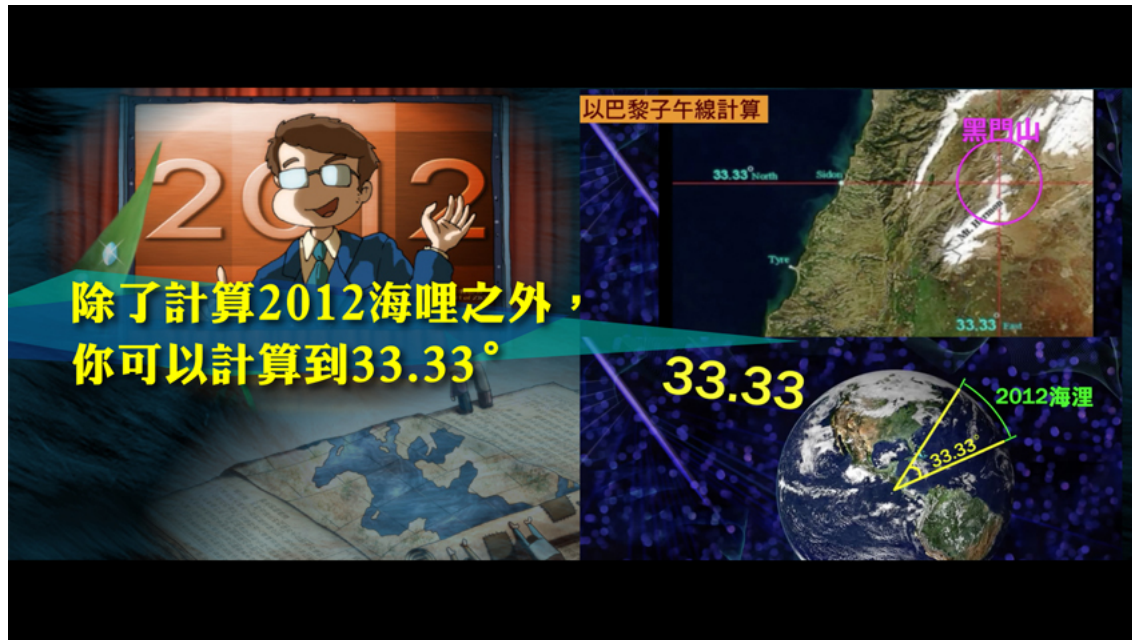 2012
除了計算2012海哩之外，
你可以計算到33.33°
以巴黎子午線計算
黑門山
33.33° North
Sidon
Mt. Hermon
Tyre
33.33° East
33.33
2012海浬
33.33°